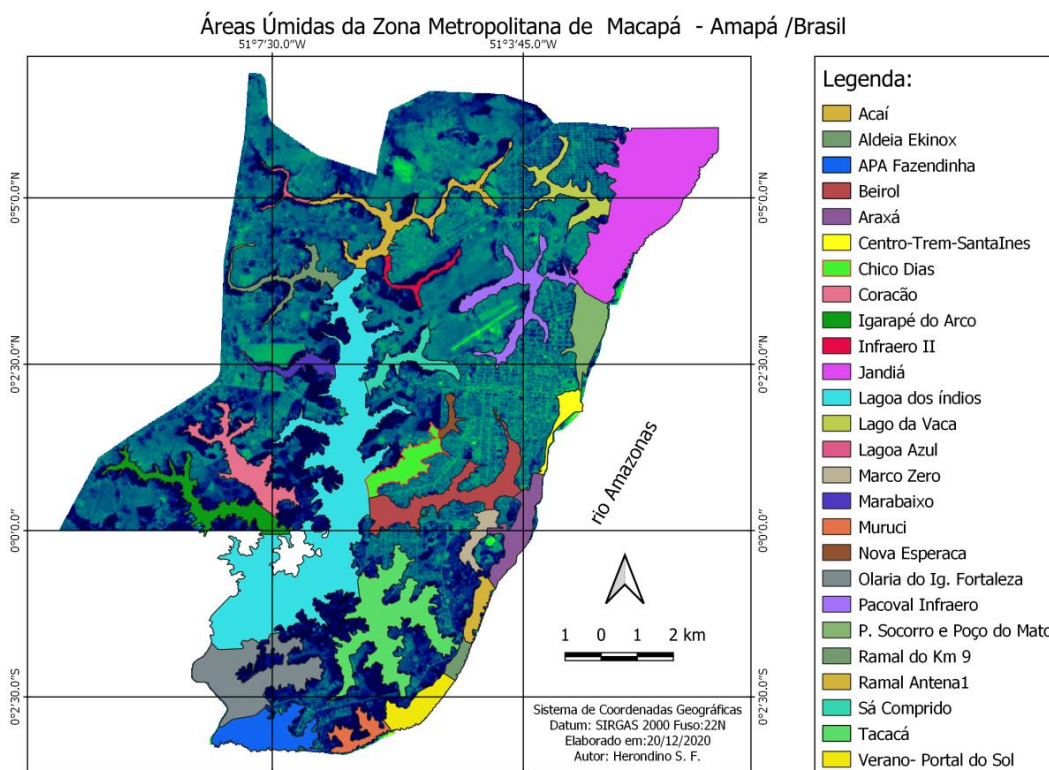 Áreas Úmidas da Zona Metropolitana de Macapá - Amapá /Brasil
51°7'30.0"W
51°3'45.0"W
0°5'0.0"N
0°5'0.0"N
0°2'30.0"N
0°2'30.0"N
0°0'0.0"
0°0'0.0"
0°2'30.0"S
0°2'30.0"S
rio Amazonas
1 0 1 2 km
Sistema de Coordenadas Geográficas
Datum: SIRGAS 2000 Fuso:22N
Elaborado em:20/12/2020
Autor: Herondino S. F.
Legenda:
Acaí
Aldeia Ekinox
APA Fazendinha
Beirol
Araxá
Centro-Trem-SantaInes
Chico Dias
Coracão
Igarapé do Arco
Infraero II
Jandiá
Lagoa dos índios
Lago da Vaca
Lagoa Azul
Marco Zero
Marabaixo
Muruci
Nova Esperaca
Olaria do Ig. Fortaleza
Pacoval Infraero
P. Socorro e Poço do Mato
Ramal do Km 9
Ramal Antena1
Sá Comprido
Tacacá
Verano- Portal do Sol